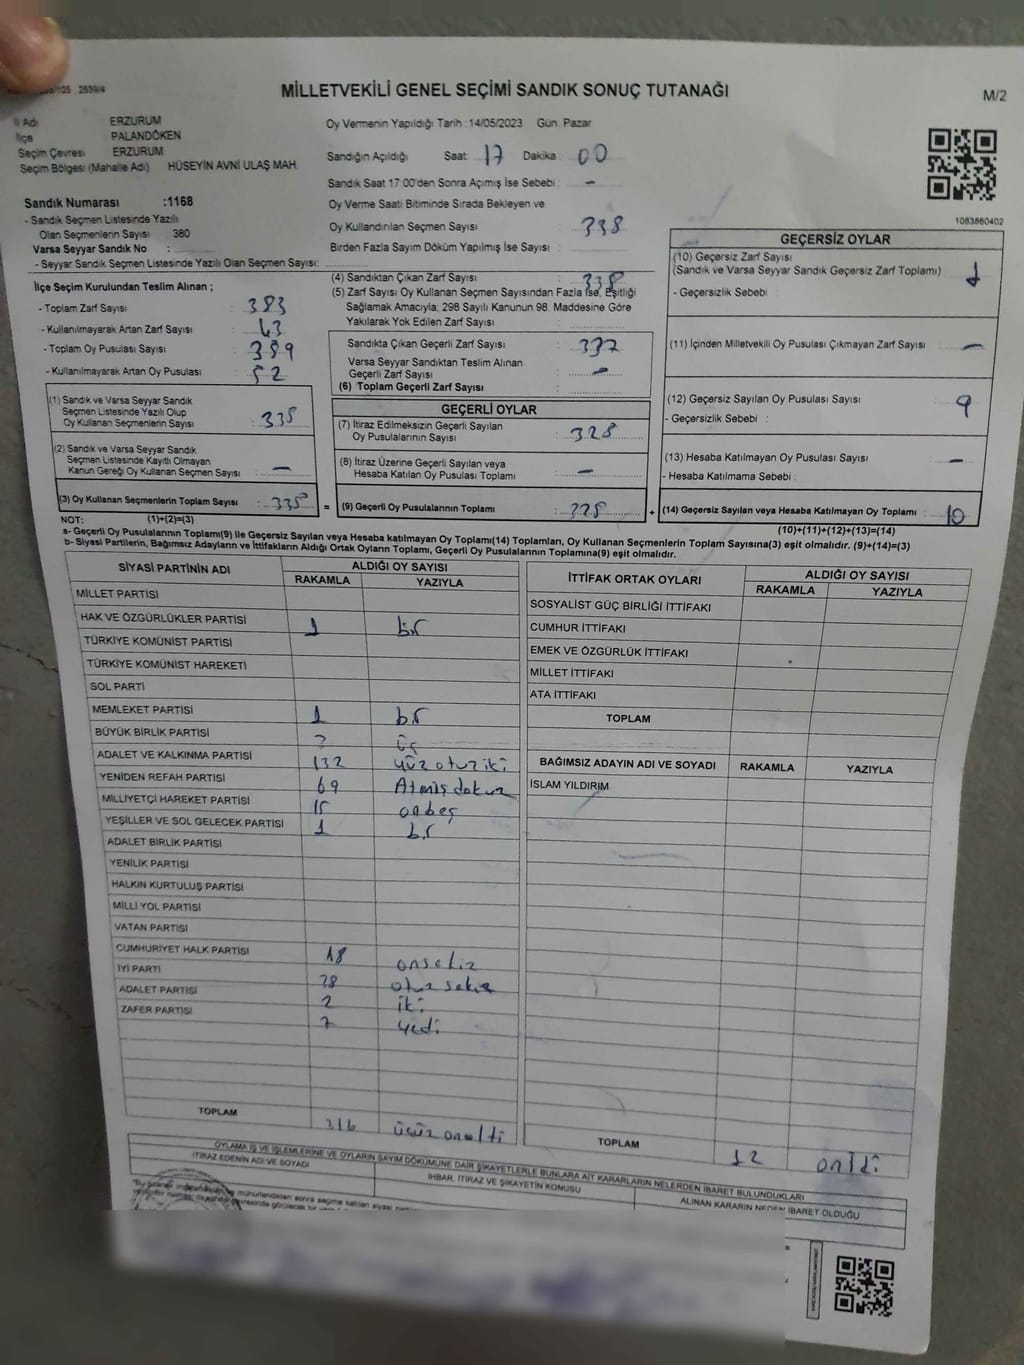 2839/4
MİLLETVEKİLİ GENEL SEÇİMİ SANDIK SONUÇ TUTANAĞI
M/2
İl Adı ERZURUM
İlçe PALANDÖKEN
Seçim Çevresi ERZURUM
Seçim Bölgesi (Mahalle Adı) HÜSEYİN AVNİ ULAŞ MAH.
Oy Vermenin Yapıldığı Tarih :14/05/2023 Gün: Pazar
Sandığın Açıldığı Saat: 17 Dakika : 00
Sandık Saat 17:00'den Sonra Açımış İse Sebebi : -
Sandık Numarası :1168
- Sandık Seçmen Listesinde Yazılı
Olan Seçmenlerin Sayısı 380
Varsa Seyyar Sandık No :
- Seyyar Sandık Seçmen Listesinde Yazılı Olan Seçmen Sayısı:
Oy Verme Saati Bitiminde Sırada Bekleyen ve
Oy Kullandırılan Seçmen Sayısı : 338
Birden Fazla Sayım Döküm Yapılmış İse Sayısı :
1083860402
İlçe Seçim Kurulundan Teslim Alınan ;
- Toplam Zarf Sayısı : 383
- Kullanılmayarak Artan Zarf Sayısı : 43
- Toplam Oy Pusulası Sayısı : 389
- Kullanılmayarak Artan Oy Pusulası : 52
(1) Sandık ve Varsa Seyyar Sandık
Seçmen Listesinde Yazılı Olup
Oy Kullanan Seçmenlerin Sayısı : 338
(2) Sandık ve Varsa Seyyar Sandık
Seçmen Listesinde Kayıtlı Olmayan
Kanun Gereği Oy Kullanan Seçmen Sayısı : -
(3) Oy Kullanan Seçmenlerin Toplam Sayısı : 338 =
(4) Sandıktan Çıkan Zarf Sayısı : 338
(5) Zarf Sayısı Oy Kullanan Seçmen Sayısından Fazla İse, Eşitliği
Sağlamak Amacıyla; 298 Sayılı Kanunun 98. Maddesine Göre
Yakılarak Yok Edilen Zarf Sayısı :
Sandıkta Çıkan Geçerli Zarf Sayısı : 337
Varsa Seyyar Sandıktan Teslim Alınan
Geçerli Zarf Sayısı : -
(6) Toplam Geçerli Zarf Sayısı :
GEÇERLİ OYLAR
(7) İtiraz Edilmeksizin Geçerli Sayılan
Oy Pusulalarının Sayısı : 328
(8) İtiraz Üzerine Geçerli Sayılan veya
Hesaba Katılan Oy Pusulası Toplamı : -
(9) Geçerli Oy Pusulalarının Toplamı : 328 +
GEÇERSİZ OYLAR
(10) Geçersiz Zarf Sayısı
(Sandık ve Varsa Seyyar Sandık Geçersiz Zarf Toplamı) : 1
- Geçersizlik Sebebi :
(11) İçinden Milletvekili Oy Pusulası Çıkmayan Zarf Sayısı : -
(12) Geçersiz Sayılan Oy Pusulası Sayısı : 9
- Geçersizlik Sebebi :
(13) Hesaba Katılmayan Oy Pusulası Sayısı : -
- Hesaba Katılmama Sebebi :
(14) Geçersiz Sayılan veya Hesaba Katılmayan Oy Toplamı : 10
NOT: (1)+(2)=(3) (10)+(11)+(12)+(13)=(14)
a- Geçerli Oy Pusulalarının Toplamı(9) ile Geçersiz Sayılan ve Hesaba katılmayan Oy Toplamı(14) Toplamları, Oy Kullanan Seçmenlerin Toplam Sayısına(3) eşit olmalıdır. (9)+(14)=(3)
b- Siyasi Partilerin, Bağımsız Adayların ve İttifakların Aldığı Ortak Oyların Toplamı, Geçerli Oy Pusulalarının Toplamına(9) eşit olmalıdır.
SİYASİ PARTİNİN ADI ALDIĞI OY SAYISI
RAKAMLA YAZIYLA
MİLLET PARTİSİ
HAK VE ÖZGÜRLÜKLER PARTİSİ 1 bir
TÜRKİYE KOMÜNİST PARTİSİ
TÜRKİYE KOMÜNİST HAREKETİ
SOL PARTİ
MEMLEKET PARTİSİ 1 bir
BÜYÜK BİRLİK PARTİSİ 3 üç
ADALET VE KALKINMA PARTİSİ 132 yüzotuziki
YENİDEN REFAH PARTİSİ 69 Atmışdokuz
MİLLİYETÇİ HAREKET PARTİSİ 15 onbeş
YEŞİLLER VE SOL GELECEK PARTİSİ 1 bir
ADALET BİRLİK PARTİSİ
YENİLİK PARTİSİ
HALKIN KURTULUŞ PARTİSİ
MİLLİ YOL PARTİSİ
VATAN PARTİSİ
CUMHURİYET HALK PARTİSİ 18 onsekiz
İYİ PARTİ 38 otuzsekiz
ADALET PARTİSİ 2 iki
ZAFER PARTİSİ 7 yedi
TOPLAM 316 üçüzonaltı
İTTİFAK ORTAK OYLARI ALDIĞI OY SAYISI
RAKAMLA YAZIYLA
SOSYALİST GÜÇ BİRLİĞİ İTTİFAKI
CUMHUR İTTİFAKI
EMEK VE ÖZGÜRLÜK İTTİFAKI
MİLLET İTTİFAKI
ATA İTTİFAKI
TOPLAM
BAĞIMSIZ ADAYIN ADI VE SOYADI RAKAMLA YAZIYLA
İSLAM YILDIRIM
TOPLAM 12 oniki
OYLAMA İŞ VE İŞLEMLERİNE VE OYLARIN SAYIM DÖKÜMÜNE DAİR ŞİKAYETLERLE BUNLARA AİT KARARLARIN NELERDEN İBARET BULUNDUKLARI
İTİRAZ EDENİN ADI VE SOYADI
İHBAR, İTİRAZ VE ŞİKAYETİN KONUSU
ALINAN KARARIN NEDEN İBARET OLDUĞU